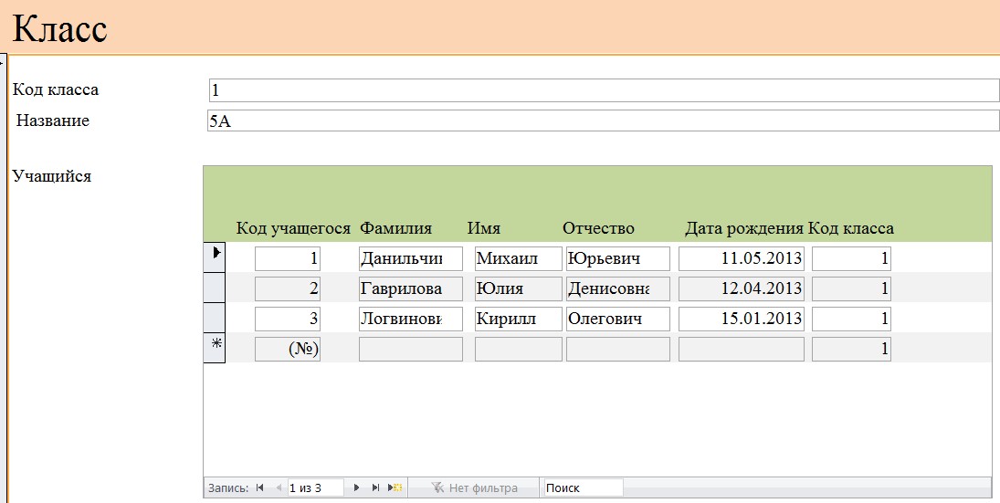 Класс
Код класса 1
Название 5А
Учащийся
Код учащегося Фамилия Имя Отчество Дата рождения Код класса
1 Данильчин Михаил Юрьевич 11.05.2013 1
2 Гаврилова Юлия Денисовна 12.04.2013 1
3 Логвинови Кирилл Олегович 15.01.2013 1
(№) 1
Запись: 1 из 3 Нет фильтра Поиск